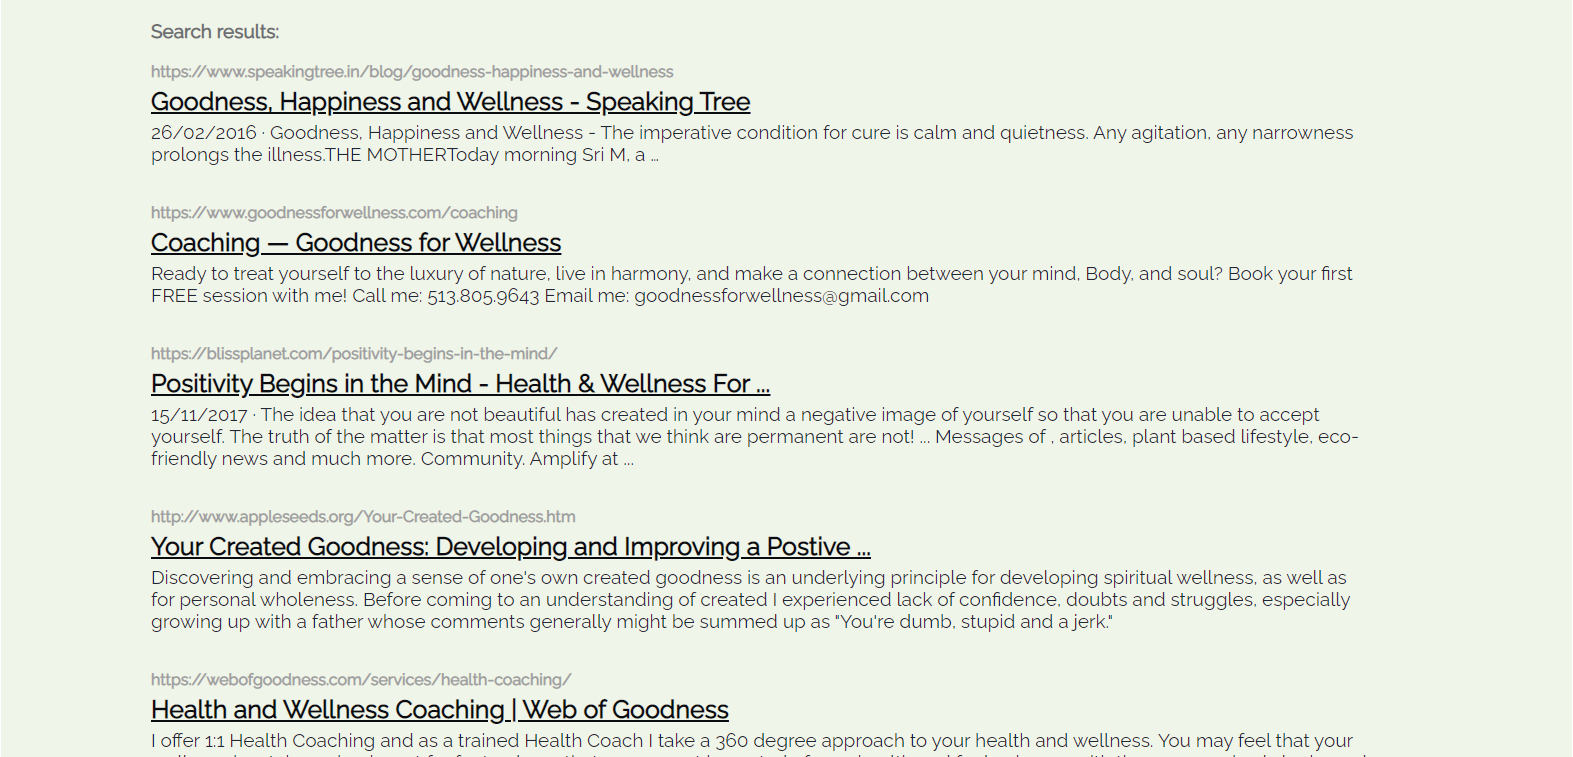 Search results:
https://www.speakingtree.in/blog/goodness-happiness-and-wellness
Goodness, Happiness and Wellness - Speaking Tree
26/02/2016 · Goodness, Happiness and Wellness - The imperative condition for cure is calm and quietness. Any agitation, any narrowness
prolongs the illness.THE MOTHERToday morning Sri M, a ...
https://www.goodnessforwellness.com/coaching
Coaching — Goodness for Wellness
Ready to treat yourself to the luxury of nature, live in harmony, and make a connection between your mind, Body, and soul? Book your first
FREE session with me! Call me: 513.805.9643 Email me: goodnessforwellness@gmail.com
https://blissplanet.com/positivity-begins-in-the-mind/
Positivity Begins in the Mind - Health & Wellness For ...
15/11/2017 · The idea that you are not beautiful has created in your mind a negative image of yourself so that you are unable to accept
yourself. The truth of the matter is that most things that we think are permanent are not! ... Messages of , articles, plant based lifestyle, eco-
friendly news and much more. Community. Amplify at ...
http://www.appleseeds.org/Your-Created-Goodness.htm
Your Created Goodness: Developing and Improving a Postive ...
Discovering and embracing a sense of one's own created goodness is an underlying principle for developing spiritual wellness, as well as
for personal wholeness. Before coming to an understanding of created I experienced lack of confidence, doubts and struggles, especially
growing up with a father whose comments generally might be summed up as "You're dumb, stupid and a jerk."
https://webofgoodness.com/services/health-coaching/
Health and Wellness Coaching | Web of Goodness
I offer 1:1 Health Coaching and as a trained Health Coach I take a 360 degree approach to your health and wellness. You may feel that your